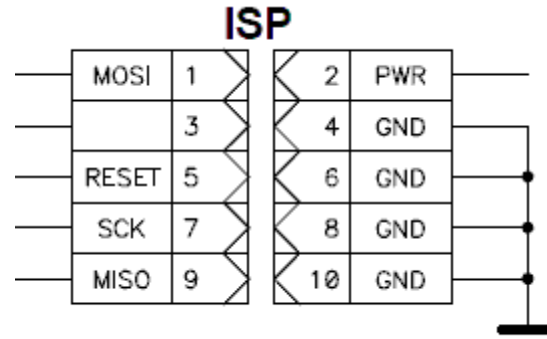 ISP
MOSI 1 2 PWR
3 4 GND
RESET 5 6 GND
SCK 7 8 GND
MISO 9 10 GND